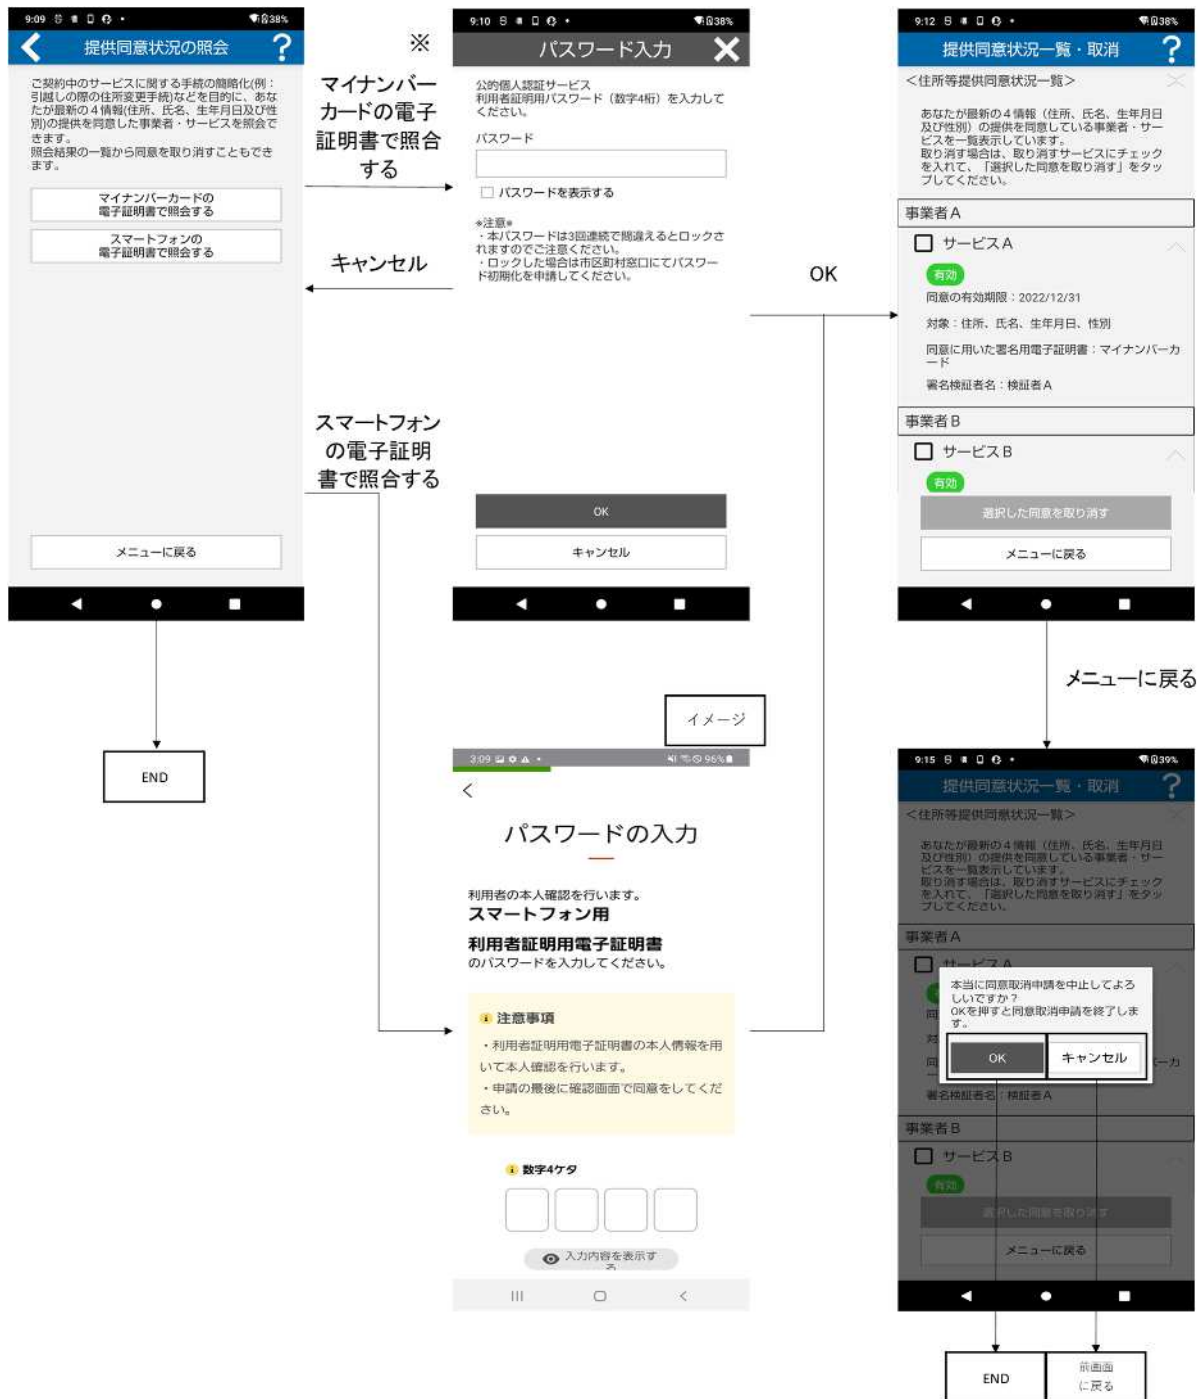 9:09
38%
提供同意状況の照会
?
ご契約中のサービスに関する手続の簡略化(例：
引越しの際の住所変更手続)などを目的に、あな
たが最新の４情報(住所、氏名、生年月日及び性
別)の提供を同意した事業者・サービスを照会で
きます。
照会結果の一覧から同意を取り消すこともでき
ます。
マイナンバーカードの
電子証明書で照会する
スマートフォンの
電子証明書で照会する
メニューに戻る
END
※
マイナンバー
カードの電子
証明書で照合
する
キャンセル
スマートフォン
の電子証明
書で照合する
9:10
38%
パスワード入力
公的個人認証サービス
利用者証明用パスワード（数字4桁）を入力して
ください。
パスワード
パスワードを表示する
※注意※
・本パスワードは3回連続で間違えるとロックさ
れますのでご注意ください。
・ロックした場合は市区町村窓口にてパスワー
ド初期化を申請してください。
OK
キャンセル
イメージ
3:09
96%
パスワードの入力
利用者の本人確認を行います。
スマートフォン用
利用者証明用電子証明書
のパスワードを入力してください。
注意事項
・利用者証明用電子証明書の本人情報を用
いて本人確認を行います。
・申請の最後に確認画面で同意をしてくだ
さい。
数字4ケタ
入力内容を表示す
る
OK
9:12
38%
提供同意状況一覧・取消
?
＜住所等提供同意状況一覧＞
あなたが最新の４情報（住所、氏名、生年月日
及び性別）の提供を同意している事業者・サー
ビスを一覧表示しています。
取り消す場合は、取り消すサービスにチェック
を入れて、「選択した同意を取り消す」をタッ
プしてください。
事業者Ａ
サービスＡ
有効
同意の有効期限：2022/12/31
対象：住所、氏名、生年月日、性別
同意に用いた署名用電子証明書：マイナンバーカ
ード
署名検証者名：検証者Ａ
事業者Ｂ
サービスＢ
有効
選択した同意を取り消す
メニューに戻る
メニューに戻る
9:15
39%
提供同意状況一覧・取消
?
＜住所等提供同意状況一覧＞
あなたが最新の４情報（住所、氏名、生年月日
及び性別）の提供を同意している事業者・サー
ビスを一覧表示しています。
取り消す場合は、取り消すサービスにチェック
を入れて、「選択した同意を取り消す」をタッ
プしてください。
事業者Ａ
サービスＡ
本当に同意取消申請を中止してよろ
しいですか？
OKを押すと同意取消申請を終了しま
す。
OK
キャンセル
署名検証者名：検証者Ａ
事業者Ｂ
サービスＢ
有効
選択した同意を取り消す
メニューに戻る
END
前画面
に戻る